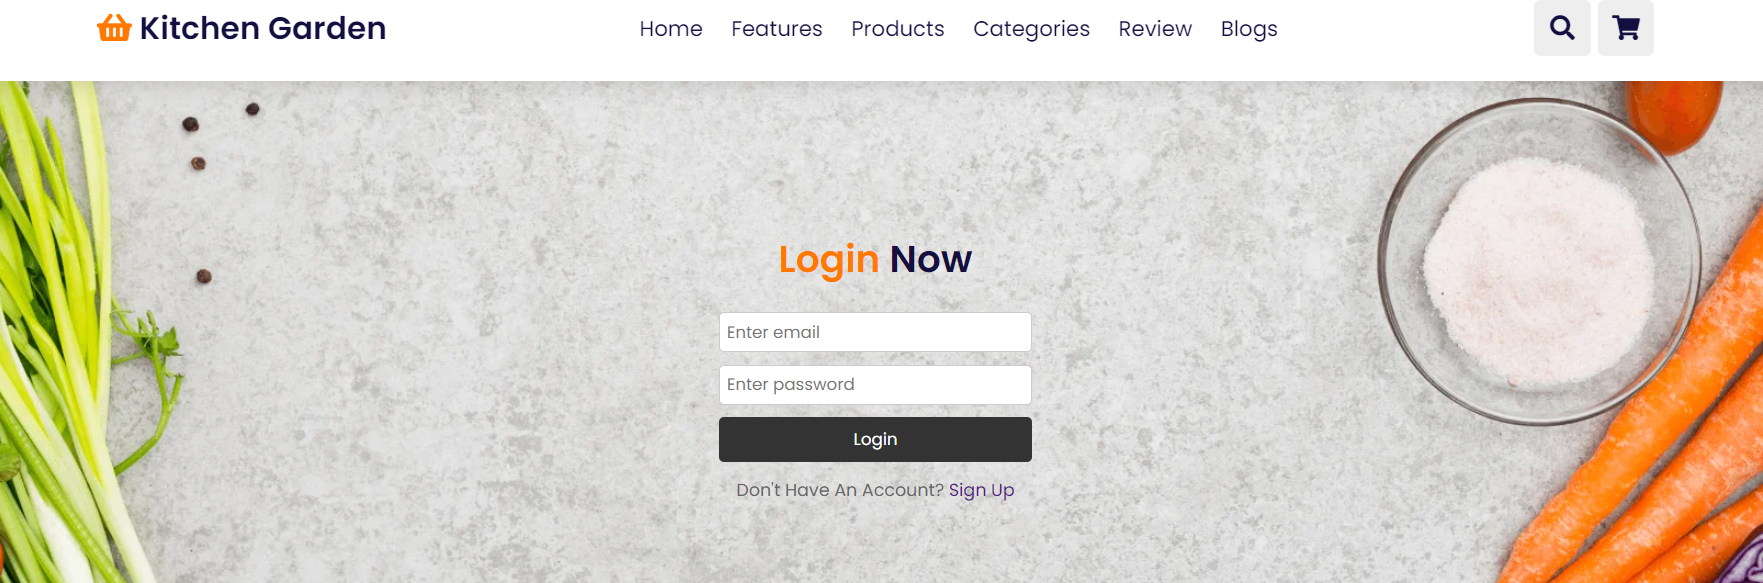 Kitchen Garden Home Features Products Categories Review Blogs
Login Now
Enter email
Enter password
Login
Don't Have An Account? Sign Up